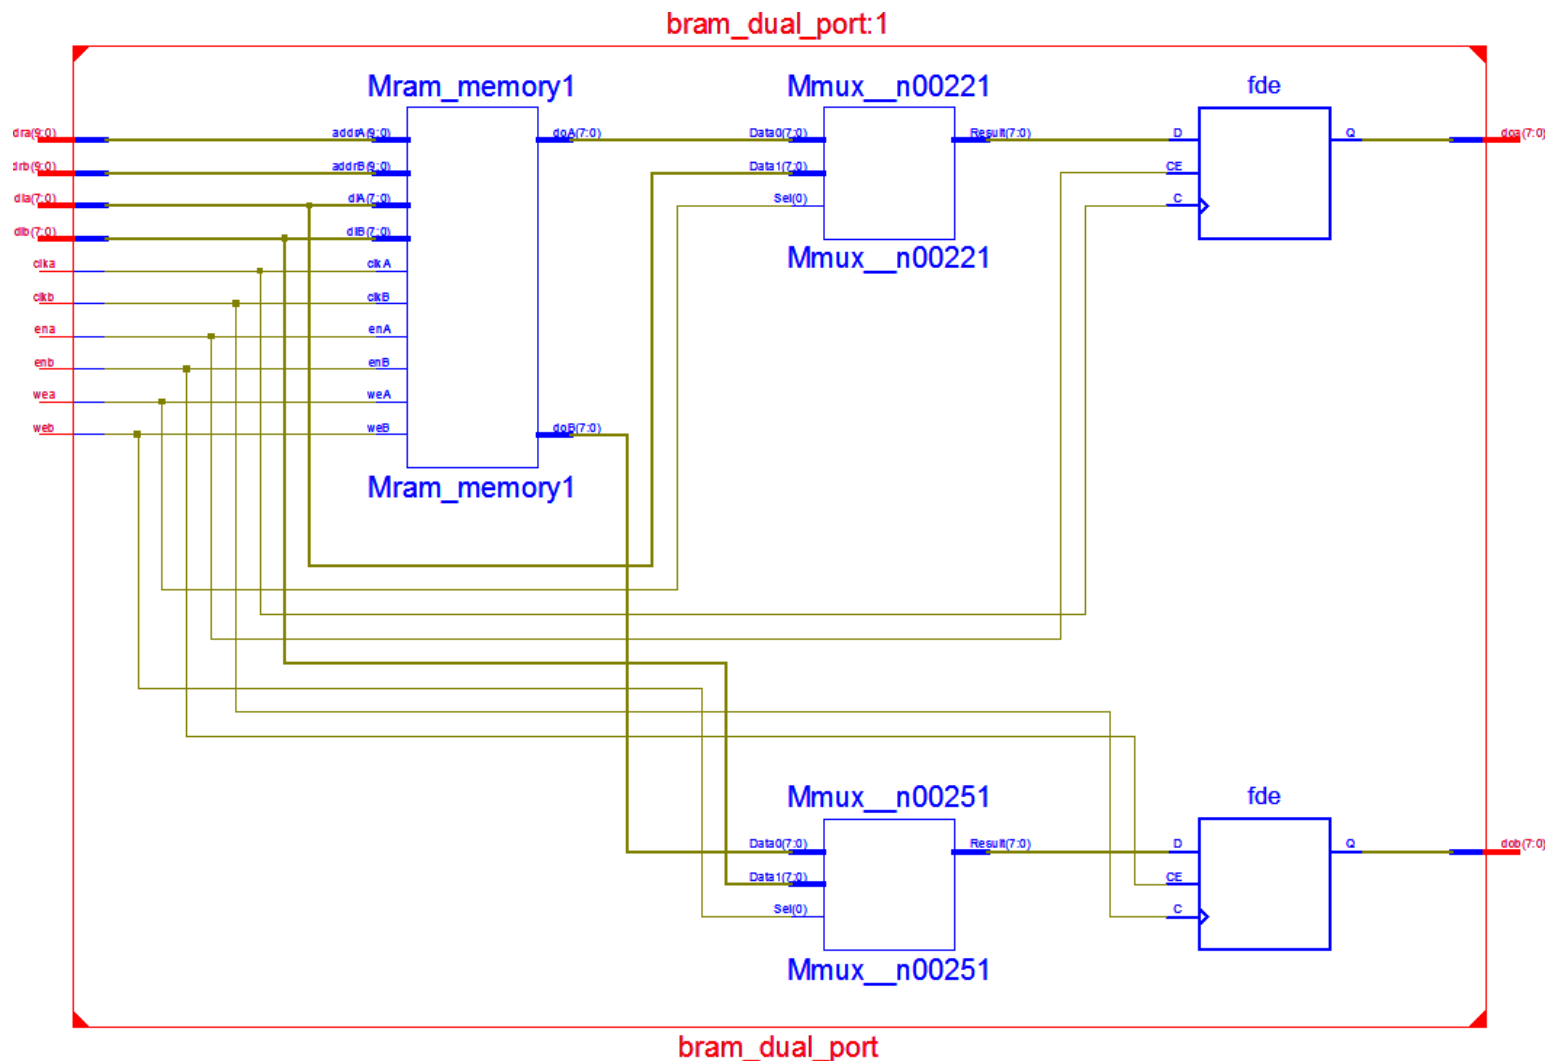 bram_dual_port:1
Mram_memory1
Mmux__n00221
fde
dra(9:0)
addrA(9:0)
doA(7:0)
Data0(7:0)
Result(7:0)
D
Q
doa(7:0)
drb(9:0)
addrB(9:0)
Data1(7:0)
CE
dia(7:0)
diA(7:0)
Sel(0)
C
dib(7:0)
diB(7:0)
Mmux__n00221
clka
clkA
clkb
clkB
ena
enA
enb
enB
wea
weA
web
weB
doB(7:0)
Mram_memory1
Mmux__n00251
fde
Data0(7:0)
Result(7:0)
D
Q
dob(7:0)
Data1(7:0)
CE
Sel(0)
C
Mmux__n00251
bram_dual_port